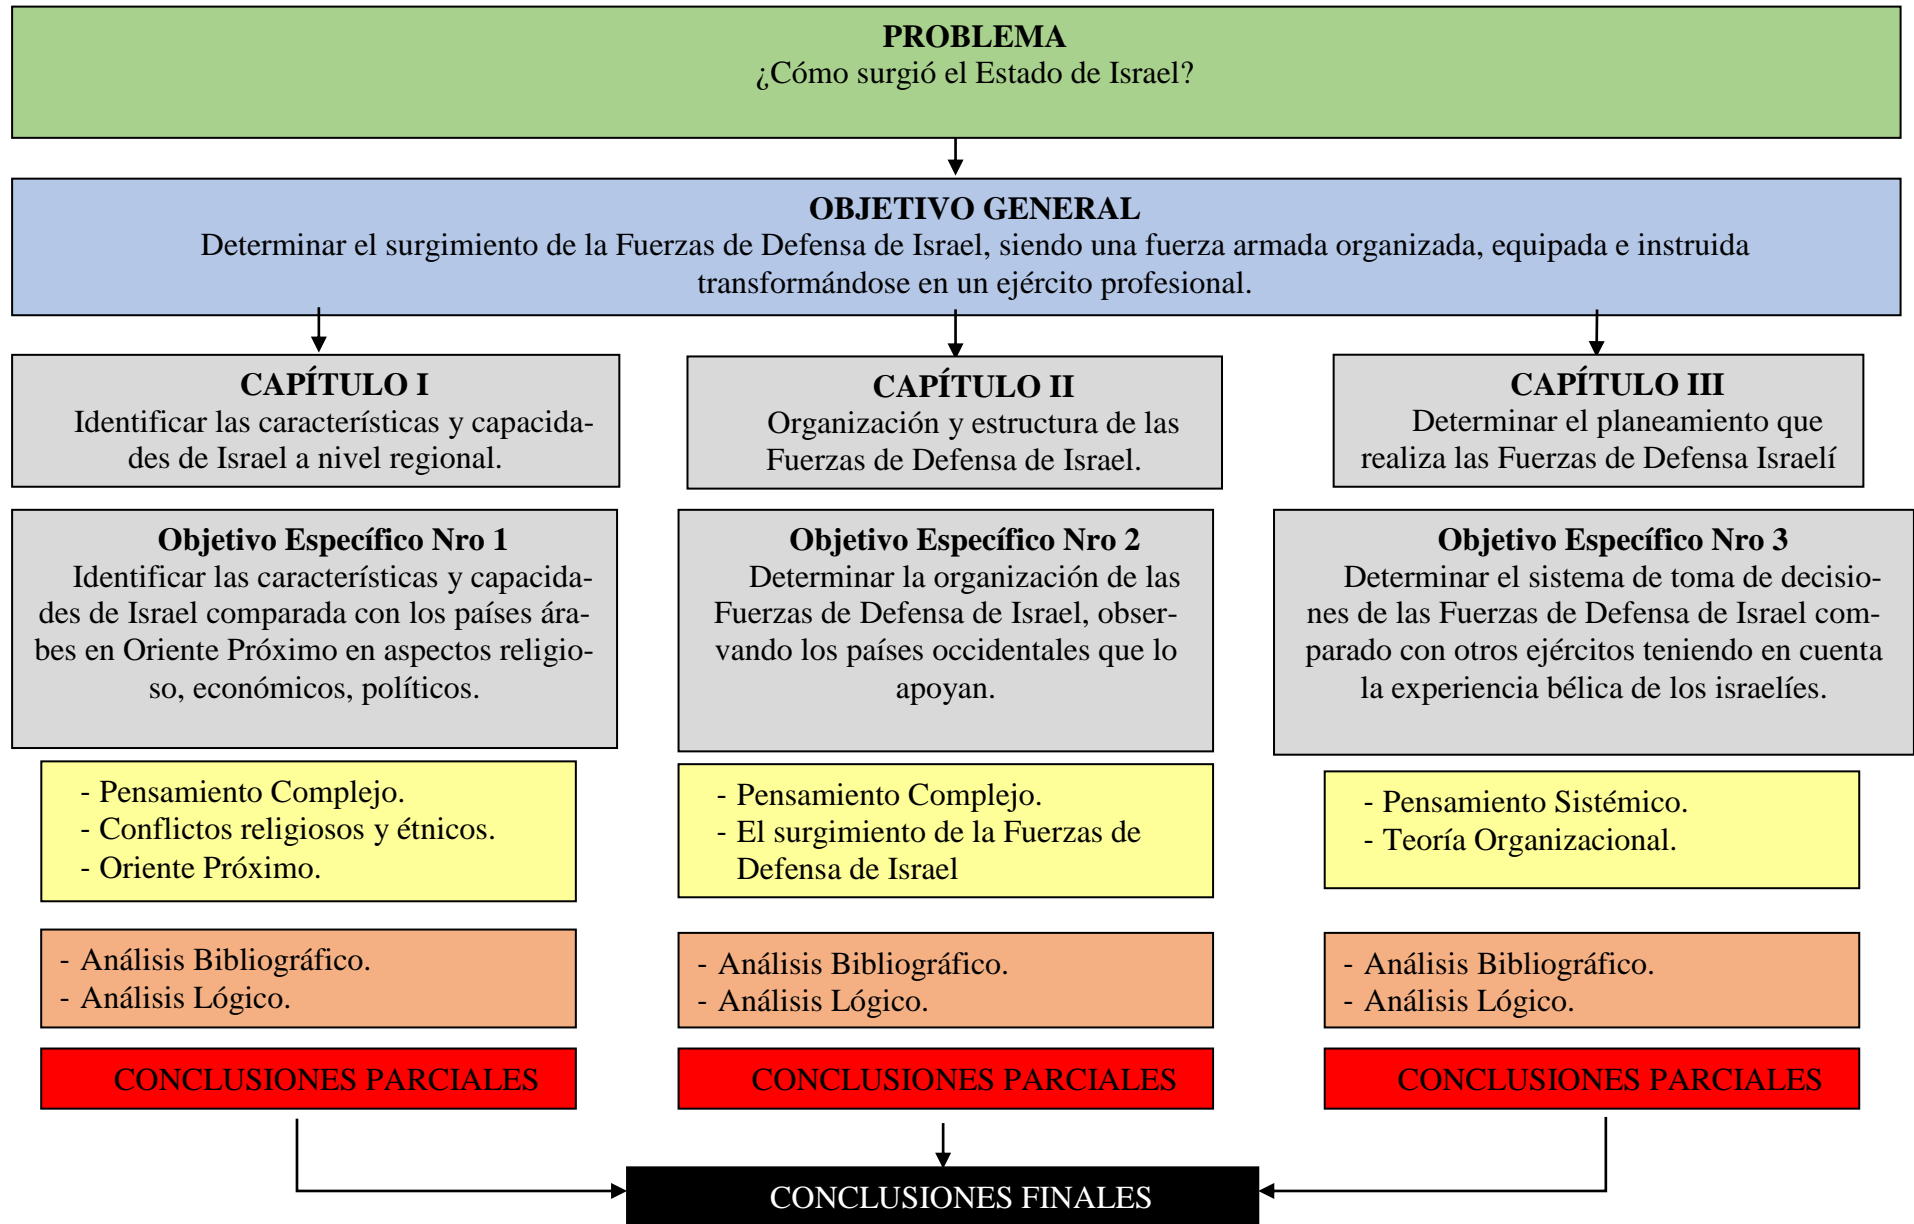 PROBLEMA
¿Cómo surgió el Estado de Israel?
OBJETIVO GENERAL
Determinar el surgimiento de la Fuerzas de Defensa de Israel, siendo una fuerza armada organizada, equipada e instruida
transformándose en un ejército profesional.
CAPÍTULO I
Identificar las características y capacida-
des de Israel a nivel regional.
CAPÍTULO II
Organización y estructura de las
Fuerzas de Defensa de Israel.
CAPÍTULO III
Determinar el planeamiento que
realiza las Fuerzas de Defensa Israelí
Objetivo Específico Nro 1
Identificar las características y capacida-
des de Israel comparada con los países ára-
bes en Oriente Próximo en aspectos religio-
so, económicos, políticos.
Objetivo Específico Nro 2
Determinar la organización de las
Fuerzas de Defensa de Israel, obser-
vando los países occidentales que lo
apoyan.
Objetivo Específico Nro 3
Determinar el sistema de toma de decisio-
nes de las Fuerzas de Defensa de Israel com-
parado con otros ejércitos teniendo en cuenta
la experiencia bélica de los israelíes.
- Pensamiento Complejo.
- Conflictos religiosos y étnicos.
- Oriente Próximo.
- Pensamiento Complejo.
- El surgimiento de la Fuerzas de
Defensa de Israel
- Pensamiento Sistémico.
- Teoría Organizacional.
- Análisis Bibliográfico.
- Análisis Lógico.
- Análisis Bibliográfico.
- Análisis Lógico.
- Análisis Bibliográfico.
- Análisis Lógico.
CONCLUSIONES PARCIALES
CONCLUSIONES PARCIALES
CONCLUSIONES PARCIALES
CONCLUSIONES FINALES